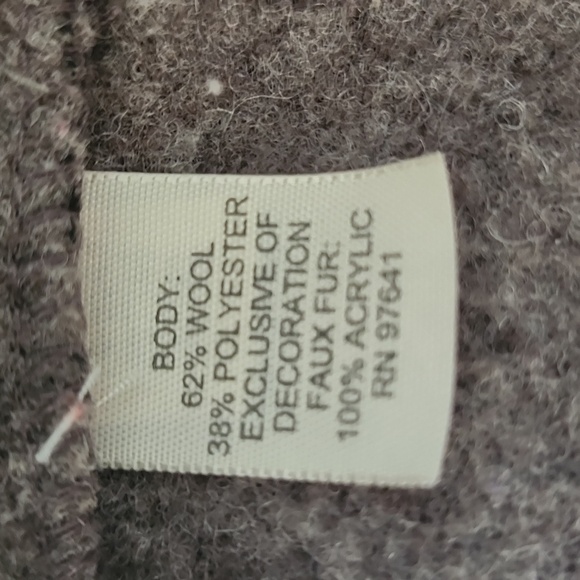 BODY:
62% WOOL
38% POLYESTER
EXCLUSIVE OF
DECORATION
FAUX FUR:
100% ACRYLIC
RN 97641